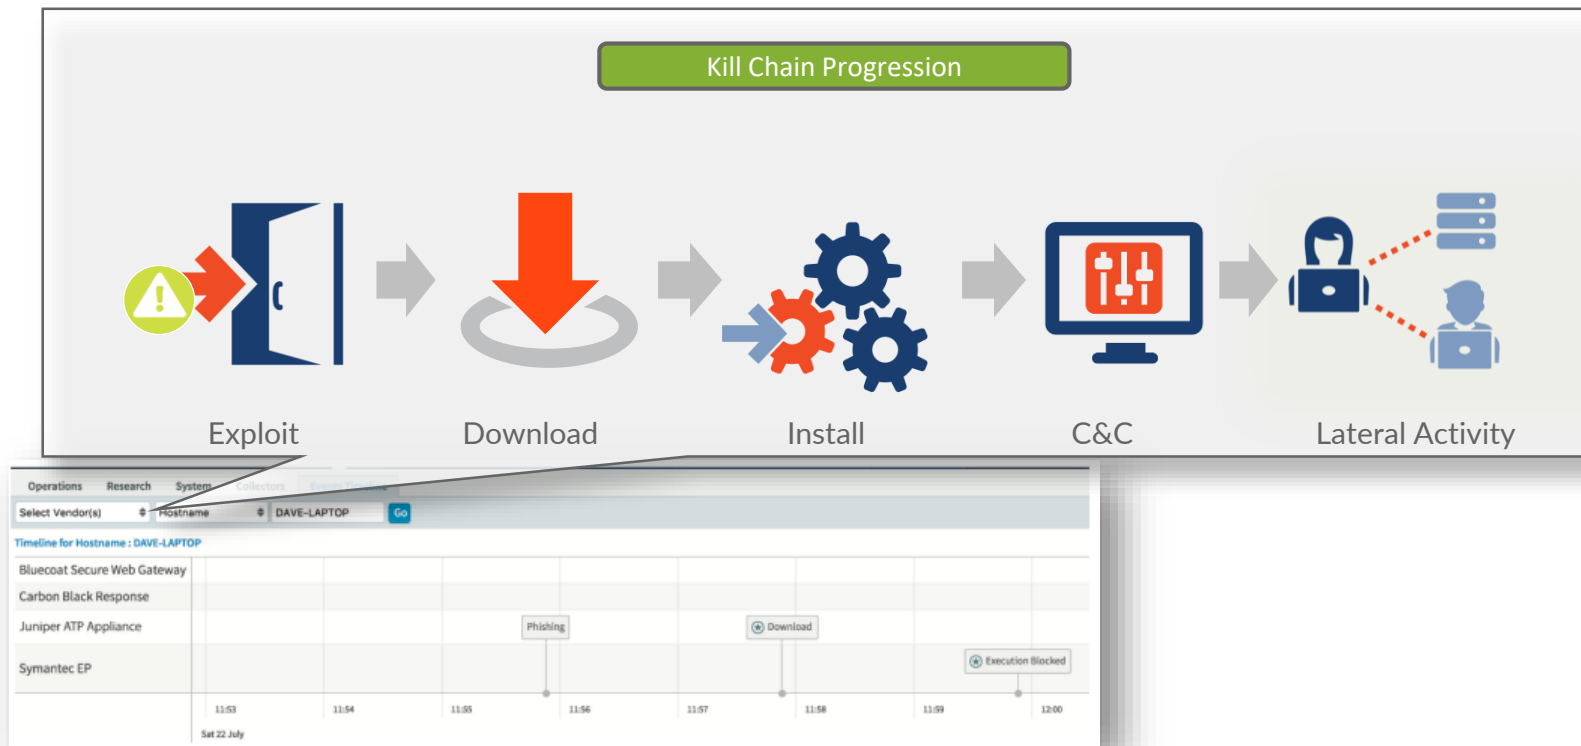 Kill Chain Progression
Exploit Download Install C&C Lateral Activity
Operations Research System Collectors Events Timeline
Select Vendor(s) Hostname DAVE-LAPTOP Go
Timeline for Hostname : DAVE-LAPTOP
Bluecoat Secure Web Gateway
Carbon Black Response
Juniper ATP Appliance Phishing Download
Symantec EP Execution Blocked
11:53 11:54 11:55 11:56 11:57 11:58 11:59 12:00
Sat 22 July